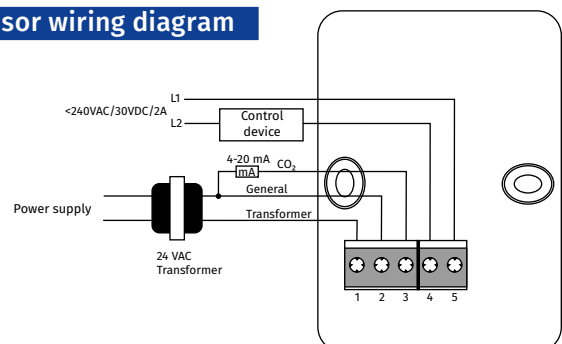 sor wiring diagram
L1
<240VAC/30VDC/2A
L2
Control
device
4-20 mA
mA
CO₂
General
Power supply
Transformer
24 VAC
Transformer
1 2 3 4 5